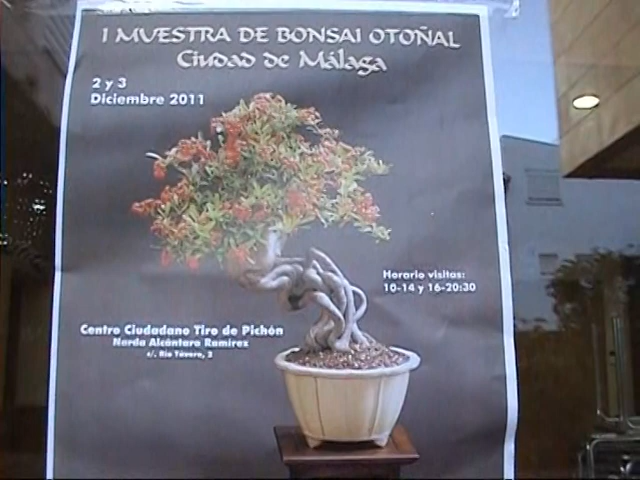 I MUESTRA DE BONSAI OTOÑAL
Ciudad de Málaga
2 y 3
Diciembre 2011
Horario visitas:
10-14 y 16-20:30
Centro Ciudadano Tiro de Pichón
Narda Alcántara Ramírez
c/. Río Távora, 2